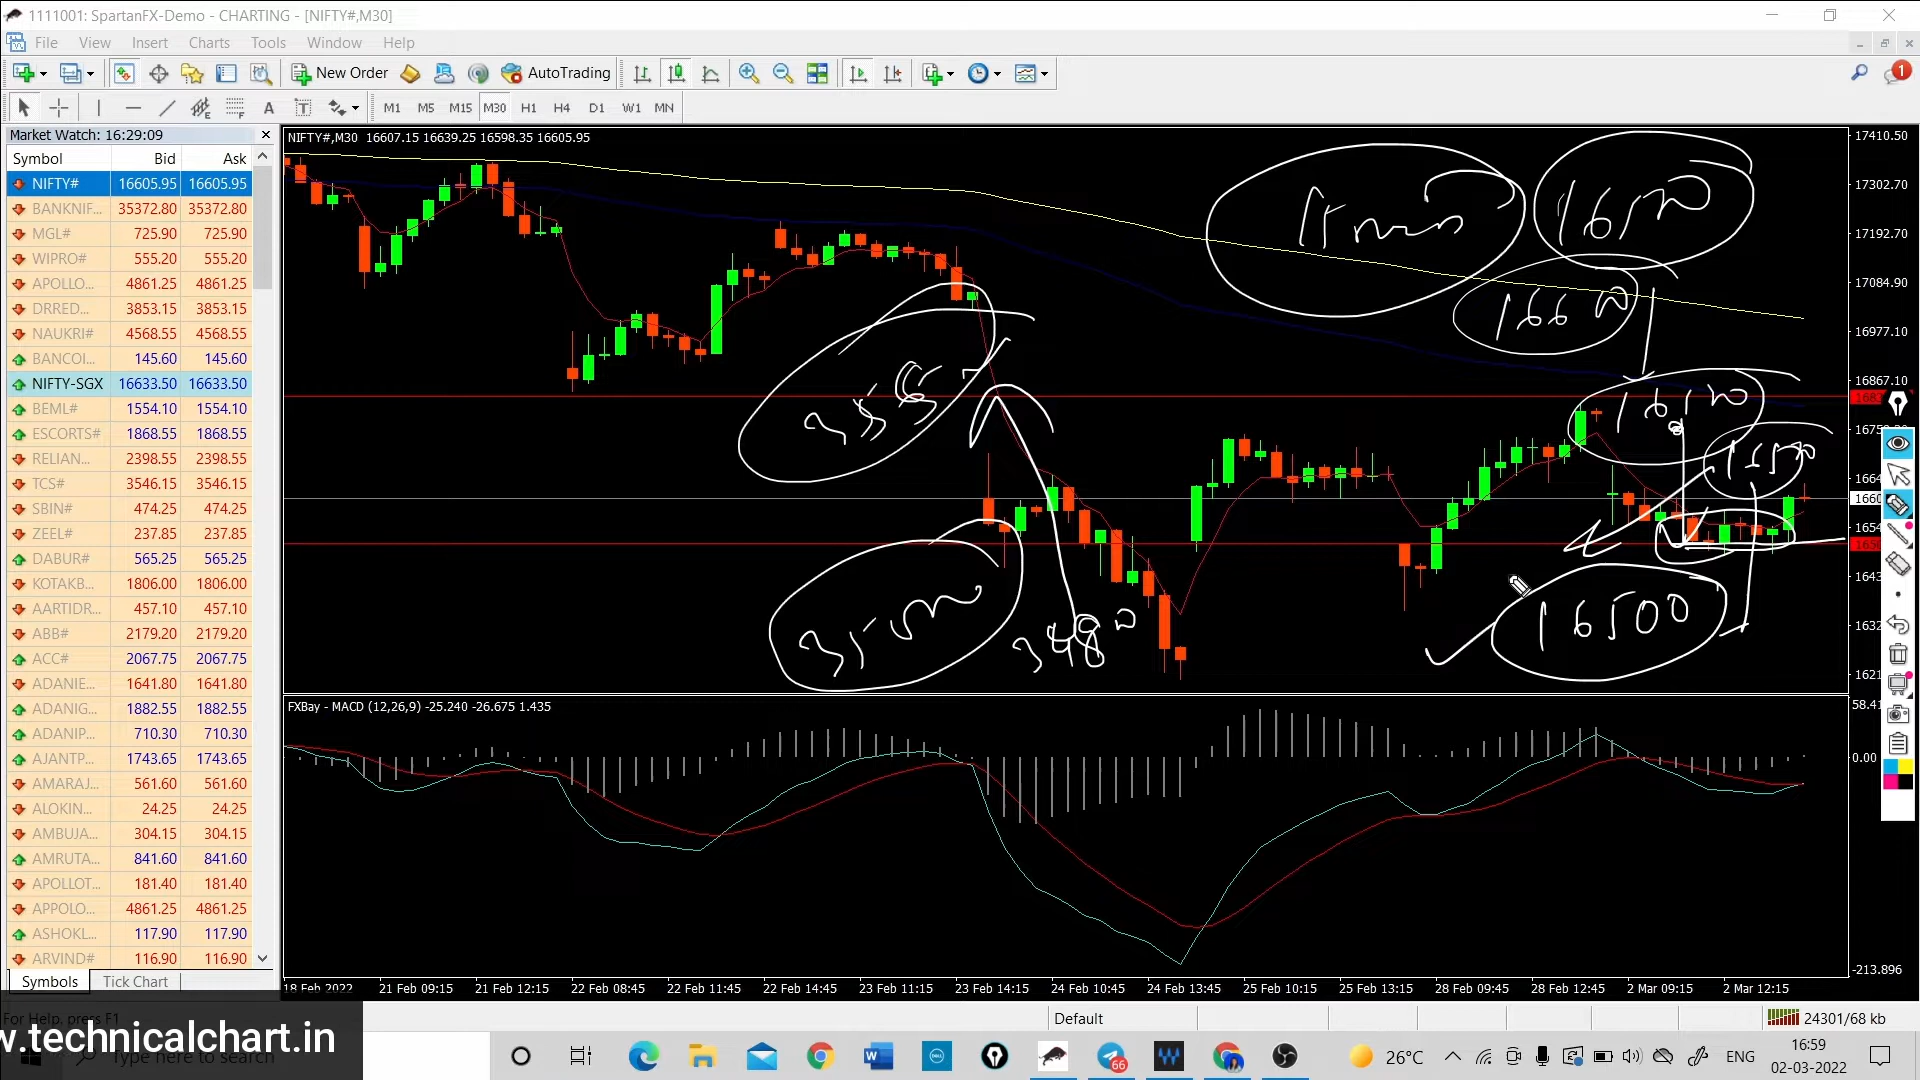 1111001: SpartanFX-Demo - CHARTING - [NIFTY#,M30]
File View Insert Charts Tools Window Help
New Order AutoTrading
A T M1 M5 M15 M30 H1 H4 D1 W1 MN
Market Watch: 16:29:09
Symbol Bid Ask
NIFTY# 16605.95 16605.95
BANKNIF... 35372.80 35372.80
MGL# 725.90 725.90
WIPRO# 555.20 555.20
APOLLO... 4861.25 4861.25
DRRED... 3853.15 3853.15
NAUKRI# 4568.55 4568.55
BANCOI... 145.60 145.60
NIFTY-SGX 16633.50 16633.50
BEML# 1554.10 1554.10
ESCORTS# 1868.55 1868.55
RELIAN... 2398.55 2398.55
TCS# 3546.15 3546.15
SBIN# 474.25 474.25
ZEEL# 237.85 237.85
DABUR# 565.25 565.25
KOTAKB... 1806.00 1806.00
AARTIDR... 457.10 457.10
ABB# 2179.20 2179.20
ACC# 2067.75 2067.75
ADANIE... 1641.80 1641.80
ADANIG... 1882.55 1882.55
ADANIP... 710.30 710.30
AJANTP... 1743.65 1743.65
AMARAJ... 561.60 561.60
ALOKIN... 24.25 24.25
AMBUJA... 304.15 304.15
AMRUTA... 841.60 841.60
APOLLOT... 181.40 181.40
APPOLO... 4861.25 4861.25
ASHOKL... 117.90 117.90
ARVIND# 116.90 116.90
Symbols Tick Chart
NIFTY#,M30 16607.15 16639.25 16598.35 16605.95
17410.50
17302.70
17192.70
17084.90
16977.10
16867.10
1660
1664
1654
1643
1632
1621
16500
FXBay - MACD (12,26,9) -25.240 -26.675 1.435
58.41
0.00
-213.896
18 Feb 2022 21 Feb 09:15 21 Feb 12:15 22 Feb 08:45 22 Feb 11:45 22 Feb 14:45 23 Feb 11:15 23 Feb 14:15 24 Feb 10:45 24 Feb 13:45 25 Feb 10:15 25 Feb 13:15 28 Feb 09:45 28 Feb 12:45 2 Mar 09:15 2 Mar 12:15
For Help, press F1
Default
24301/68 kb
w.technicalchart.in
Type here to search
66
26°C
ENG
16:59
02-03-2022
1